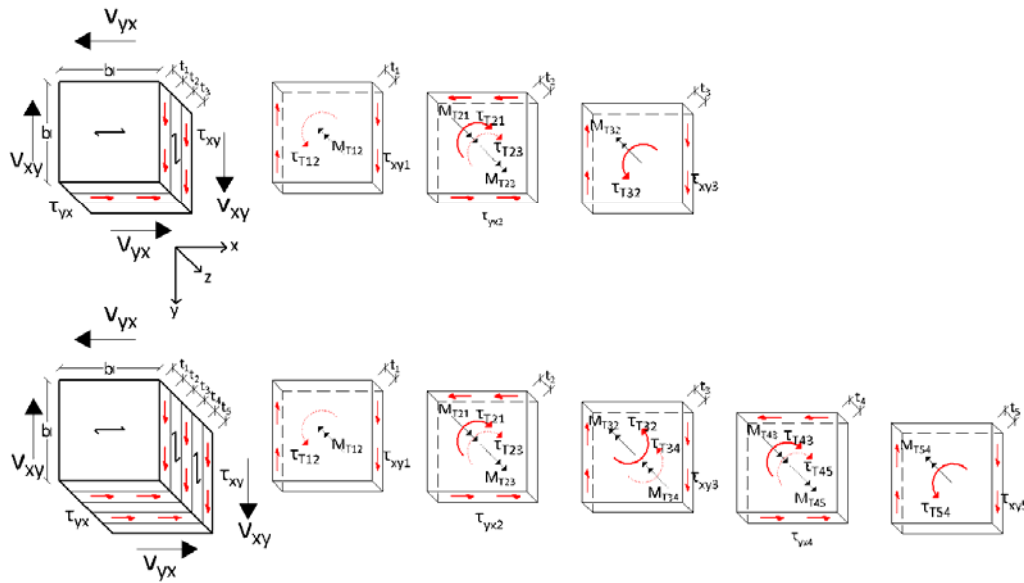 Vyx
bl
t1 t2 t3
bl
Vxy
τxy
τyx
Vxy
Vyx
t1
τT12
MT12
τxy1
t2
MT21
τT21
τT23
MT23
τyx2
t3
MT32
τT32
τxy3
x
z
y
Vyx
bl
t1 t2 t3 t4 t5
bl
Vxy
τxy
τyx
Vxy
Vyx
t1
τT12
MT12
τxy1
t2
MT21
τT21
τT23
MT23
τyx2
t3
MT32
τT32
τT34
MT34
τxy3
t4
MT43
τT43
τT45
MT45
τyx4
t5
MT54
τT54
τxy5